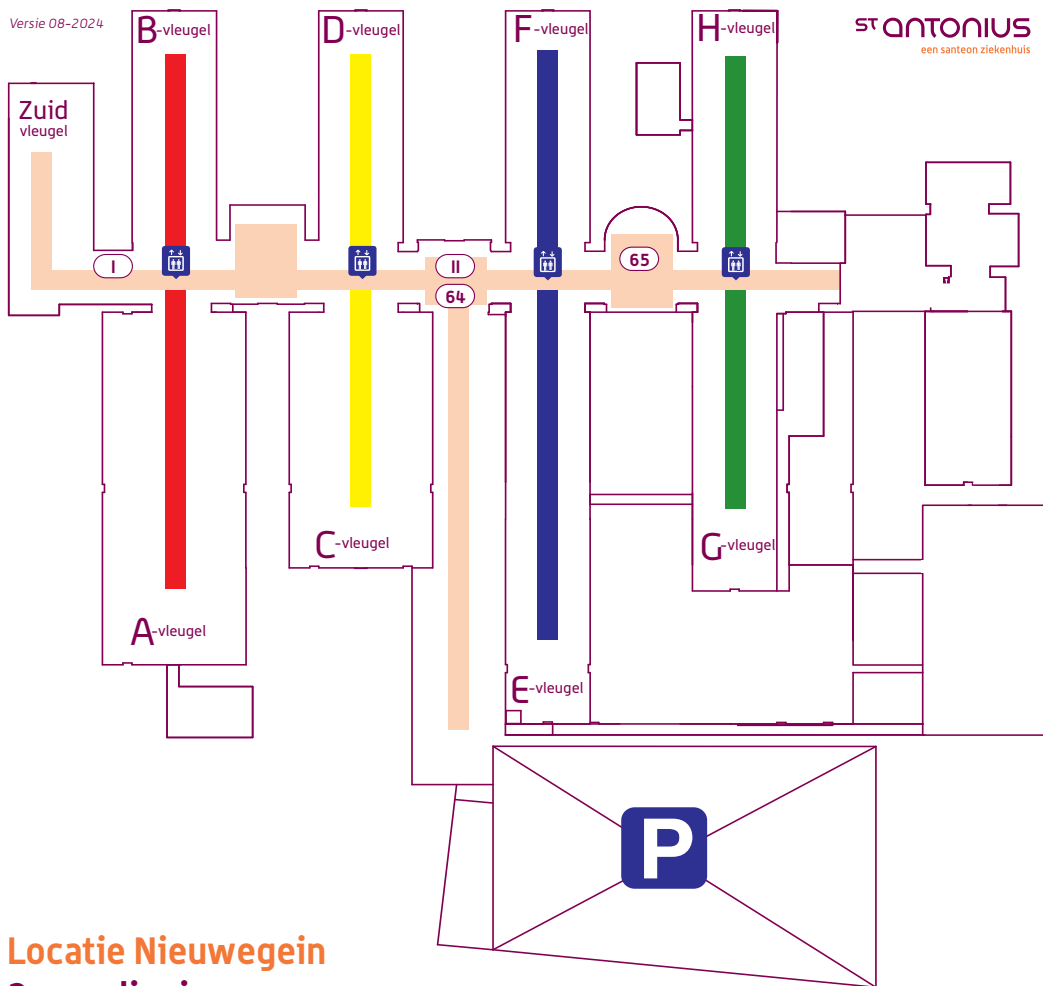 Versie 08-2024
B-vleugel
D-vleugel
F-vleugel
H-vleugel
ST ANTONIUS
een santeon ziekenhuis
Zuid
vleugel
I
II
64
65
C-vleugel
G-vleugel
A-vleugel
E-vleugel
P
Locatie Nieuwegein